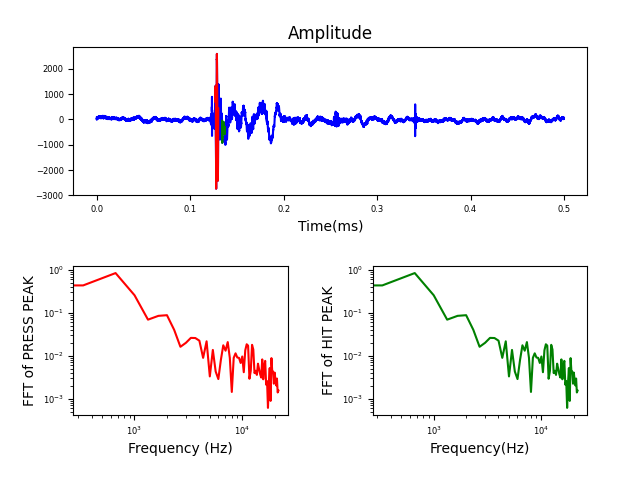 Amplitude
2000
1000
0
−1000
−2000
−3000
0.0 0.1 0.2 0.3 0.4 0.5
Time(ms)
FFT of PRESS PEAK
10⁰
10⁻¹
10⁻²
10⁻³
10³ 10⁴
Frequency (Hz)
FFT of HIT PEAK
10⁰
10⁻¹
10⁻²
10⁻³
10³ 10⁴
Frequency(Hz)